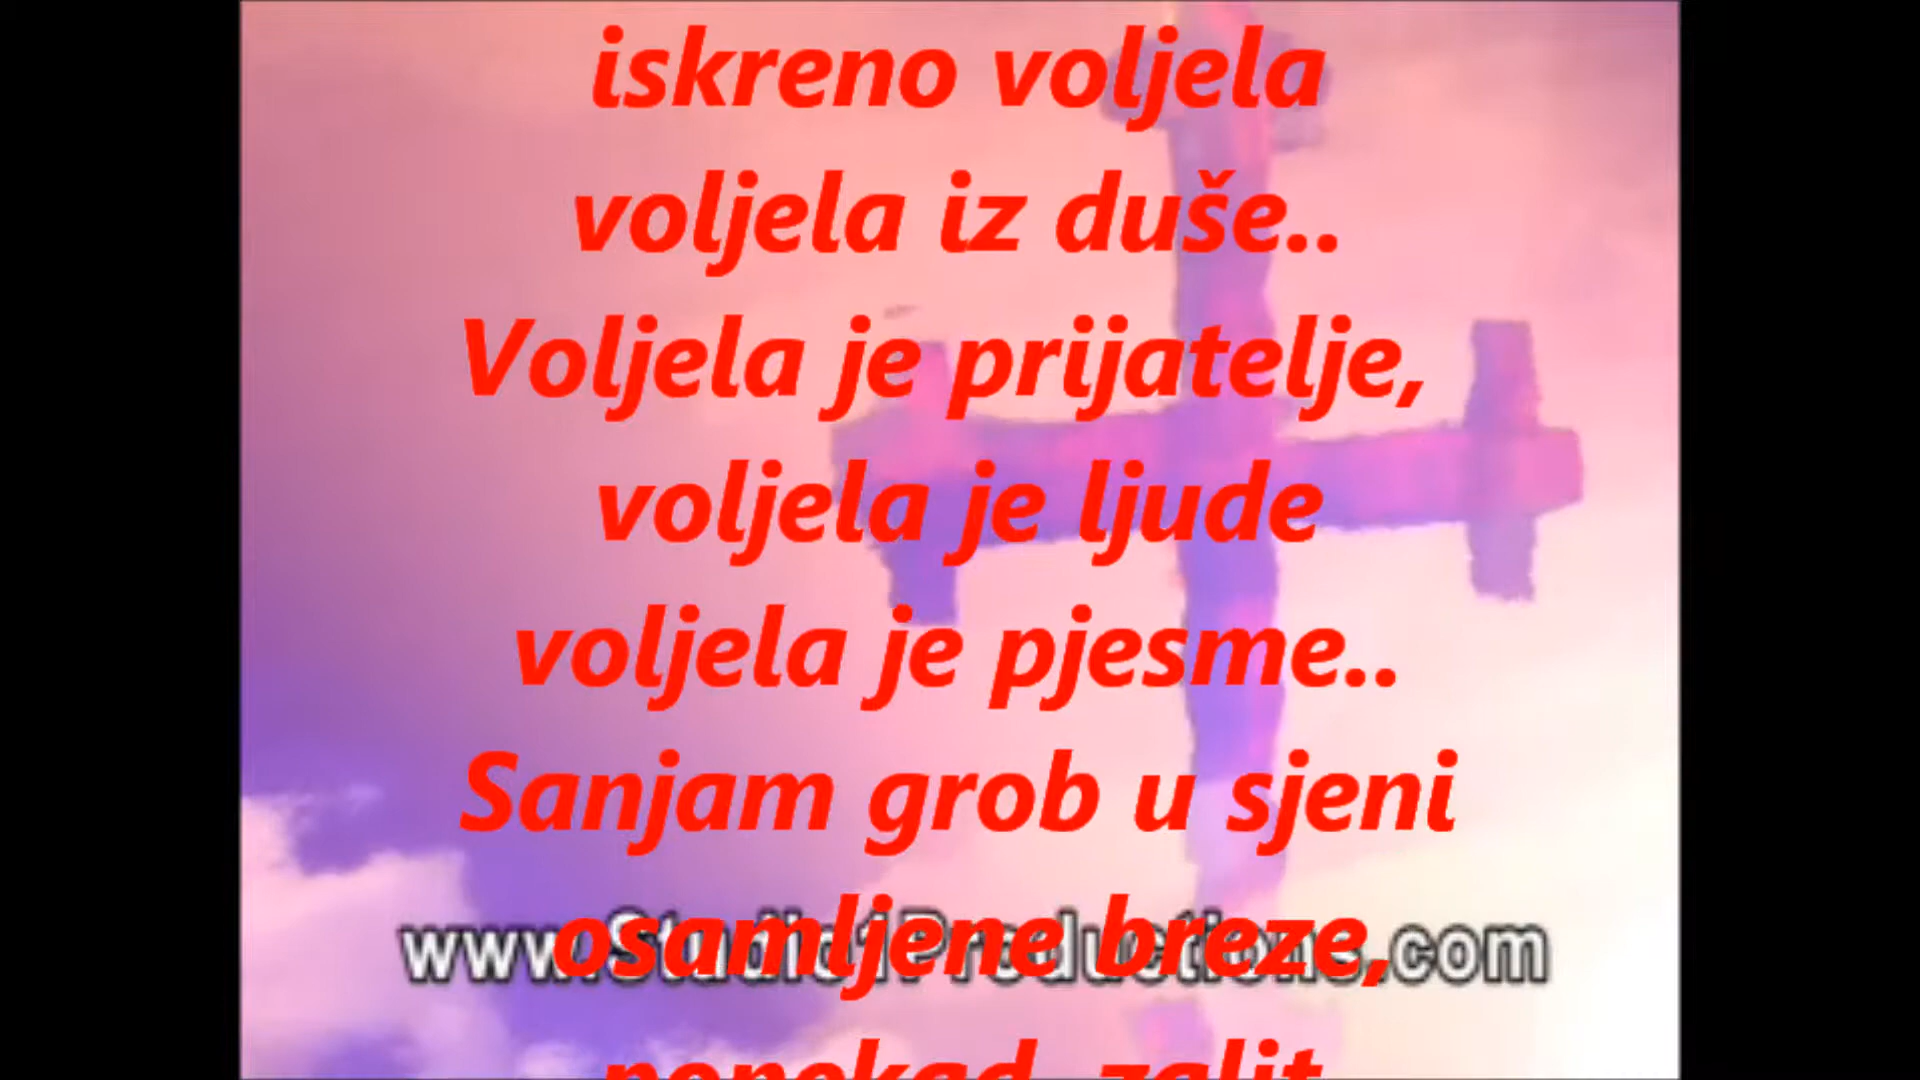 iskreno voljela
voljela iz duše..
Voljela je prijatelje,
voljela je ljude
voljela je pjesme..
Sanjam grob u sjeni
osamljene breze,
www.Studio1Productions.com
ponekad zalit